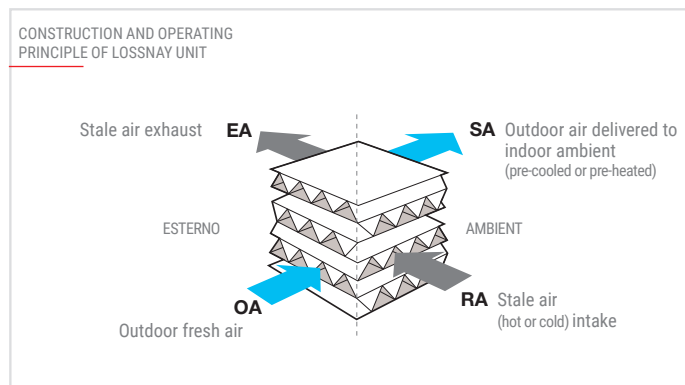 CONSTRUCTION AND OPERATING
PRINCIPLE OF LOSSNAY UNIT
Stale air exhaust EA
SA Outdoor air delivered to
indoor ambient
(pre-cooled or pre-heated)
ESTERNO
AMBIENT
OA
Outdoor fresh air
RA Stale air
(hot or cold) intake